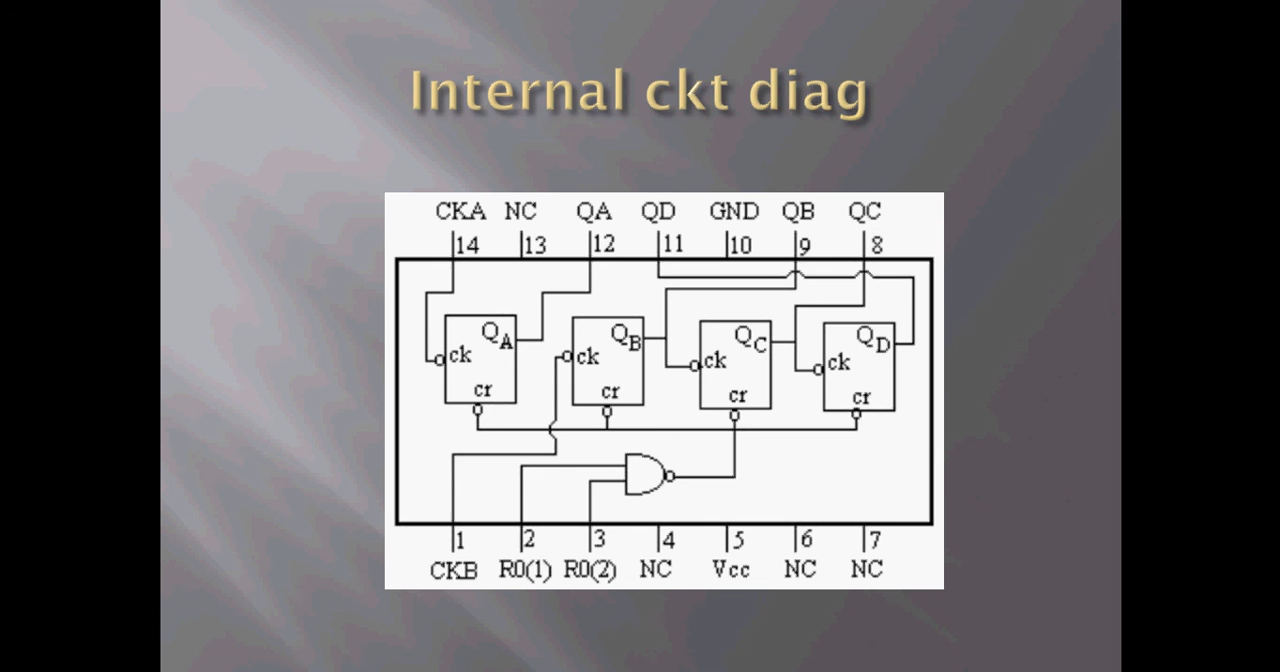 Internal ckt diag
CKA NC QA QD GND QB QC
14 13 12 11 10 9 8
QA QB QC QD
ck ck ck ck
cr cr cr cr
1 2 3 4 5 6 7
CKB R0(1) R0(2) NC Vcc NC NC